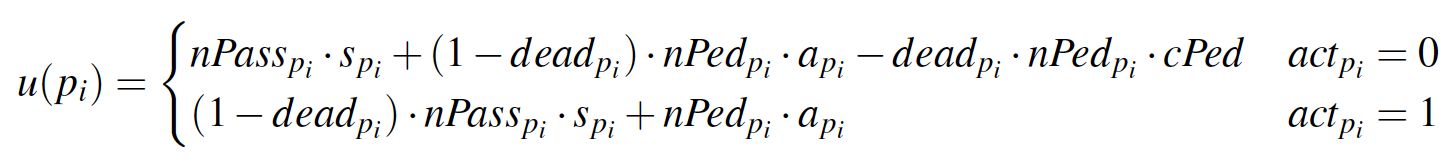 u(p_i) = { nPass_{p_i} · s_{p_i} + (1 − dead_{p_i}) · nPed_{p_i} · a_{p_i} − dead_{p_i} · nPed_{p_i} · cPed   act_{p_i} = 0
(1 − dead_{p_i}) · nPass_{p_i} · s_{p_i} + nPed_{p_i} · a_{p_i}   act_{p_i} = 1